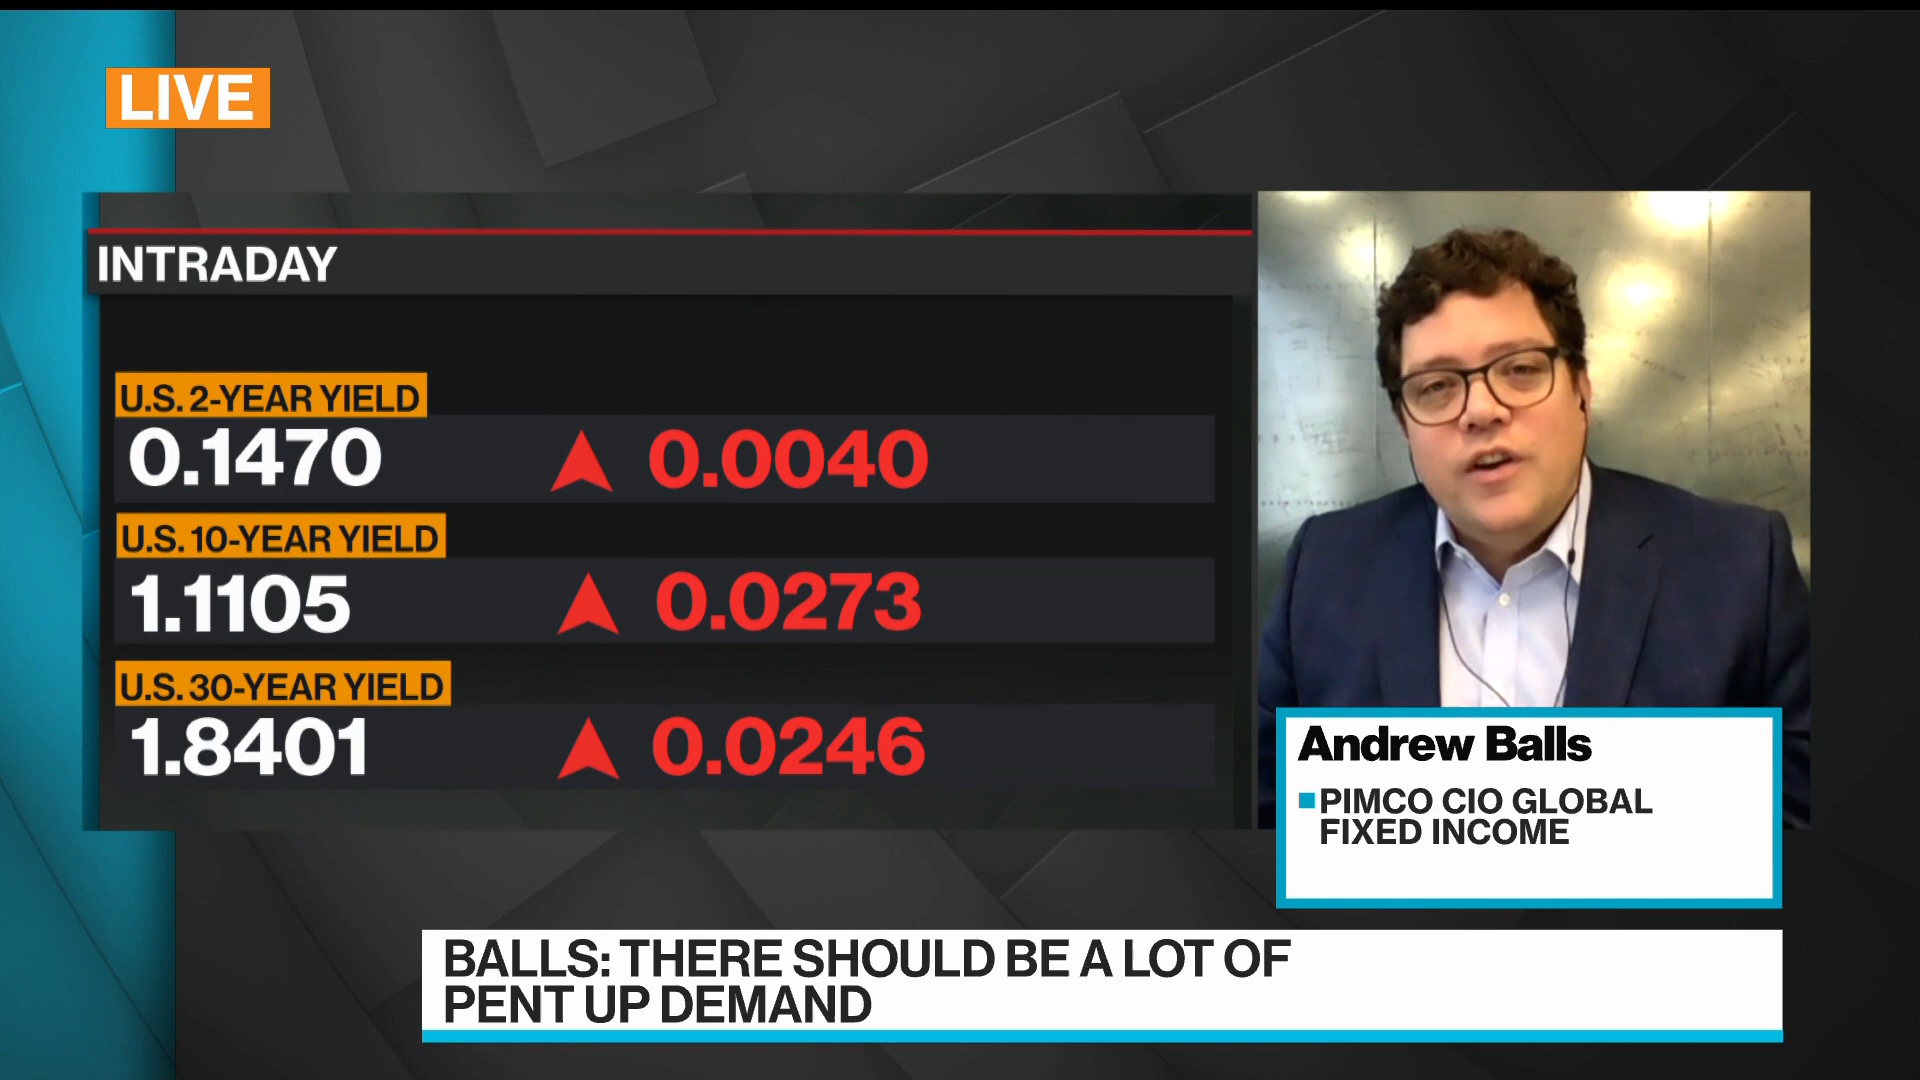 LIVE
INTRADAY
U.S. 2-YEAR YIELD
0.1470 ▲ 0.0040
U.S. 10-YEAR YIELD
1.1105 ▲ 0.0273
U.S. 30-YEAR YIELD
1.8401 ▲ 0.0246
Andrew Balls
PIMCO CIO GLOBAL
FIXED INCOME
BALLS: THERE SHOULD BE A LOT OF
PENT UP DEMAND